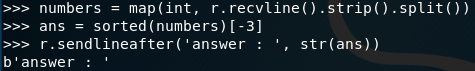 >>> numbers = map(int, r.recvline().strip().split())
>>> ans = sorted(numbers)[-3]
>>> r.sendlineafter('answer : ', str(ans))
b'answer : '